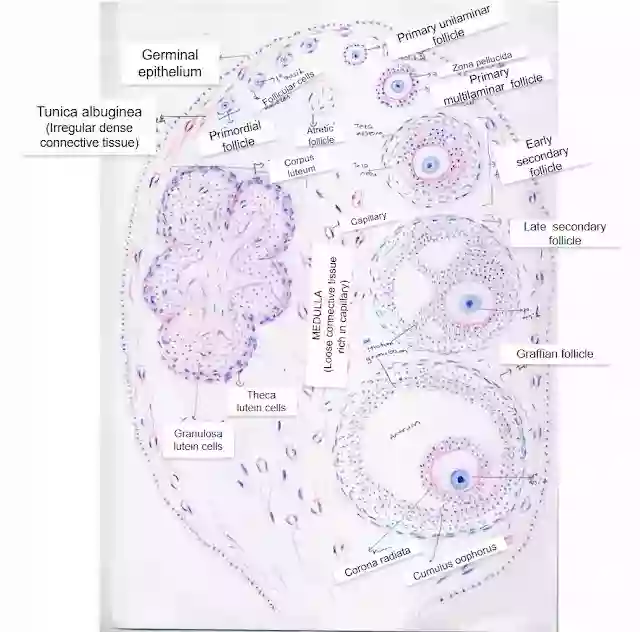 Primary unilaminar
follicle
Germinal
epithelium
Zona pellucida
Primary
multilaminar follicle
Follicular cells
Tunica albuginea
(Irregular dense
connective tissue)
Primordial
follicle
Atretic
follicle
Early
secondary
follicle
Corpus
luteum
Capillary
Late secondary
follicle
MEDULLA
(Loose connective tissue
rich in capillary)
Graffian follicle
Theca
lutein cells
Granulosa
lutein cells
Corona radiata
Cumulus oophorus